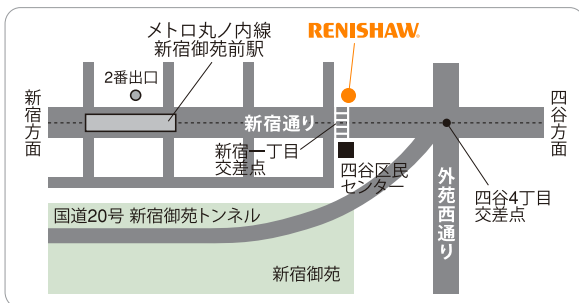 メトロ丸ノ内線
新宿御苑前駅
RENISHAW
2番出口
新宿方面
新宿通り
四谷方面
新宿一丁目
交差点
四谷区民
センター
外苑西通り
四谷4丁目
交差点
国道20号 新宿御苑トンネル
新宿御苑